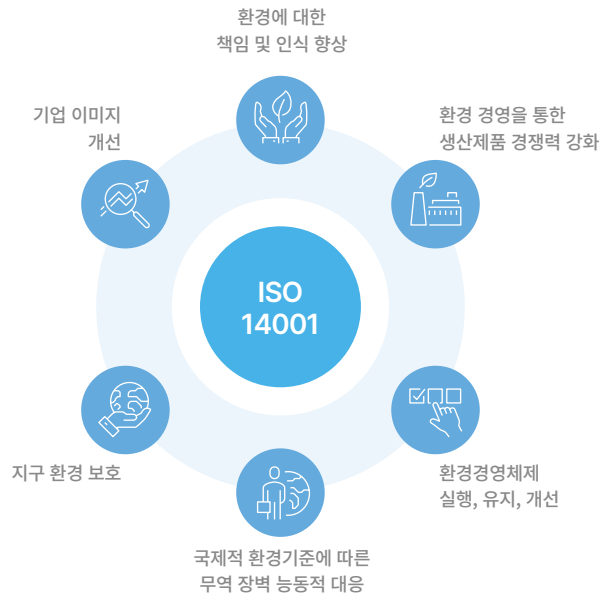 환경에 대한
책임 및 인식 향상
기업 이미지
개선
환경 경영을 통한
생산제품 경쟁력 강화
ISO
14001
지구 환경 보호
환경경영체제
실행, 유지, 개선
국제적 환경기준에 따른
무역 장벽 능동적 대응